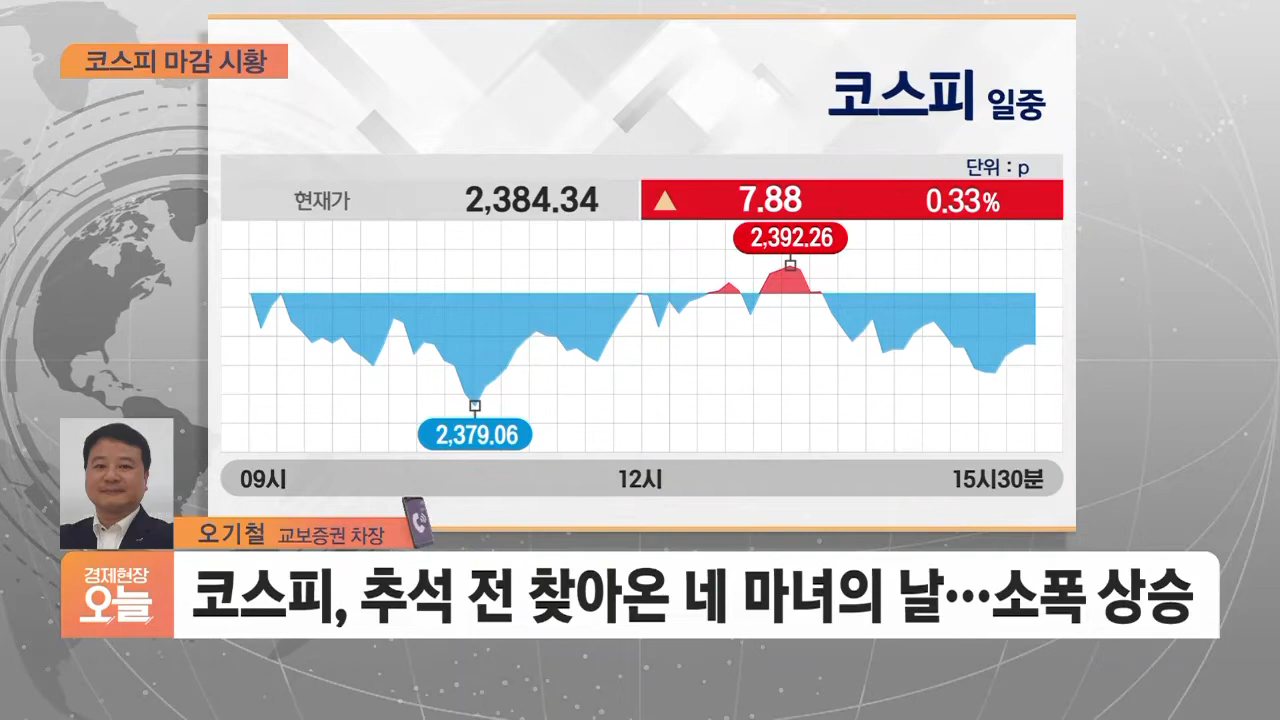 코스피 마감 시황
코스피 일중
단위 : p
현재가 2,384.34 ▲ 7.88 0.33%
2,392.26
2,379.06
09시 12시 15시30분
오기철 교보증권 차장
경제현장
오늘
코스피, 추석 전 찾아온 네 마녀의 날…소폭 상승